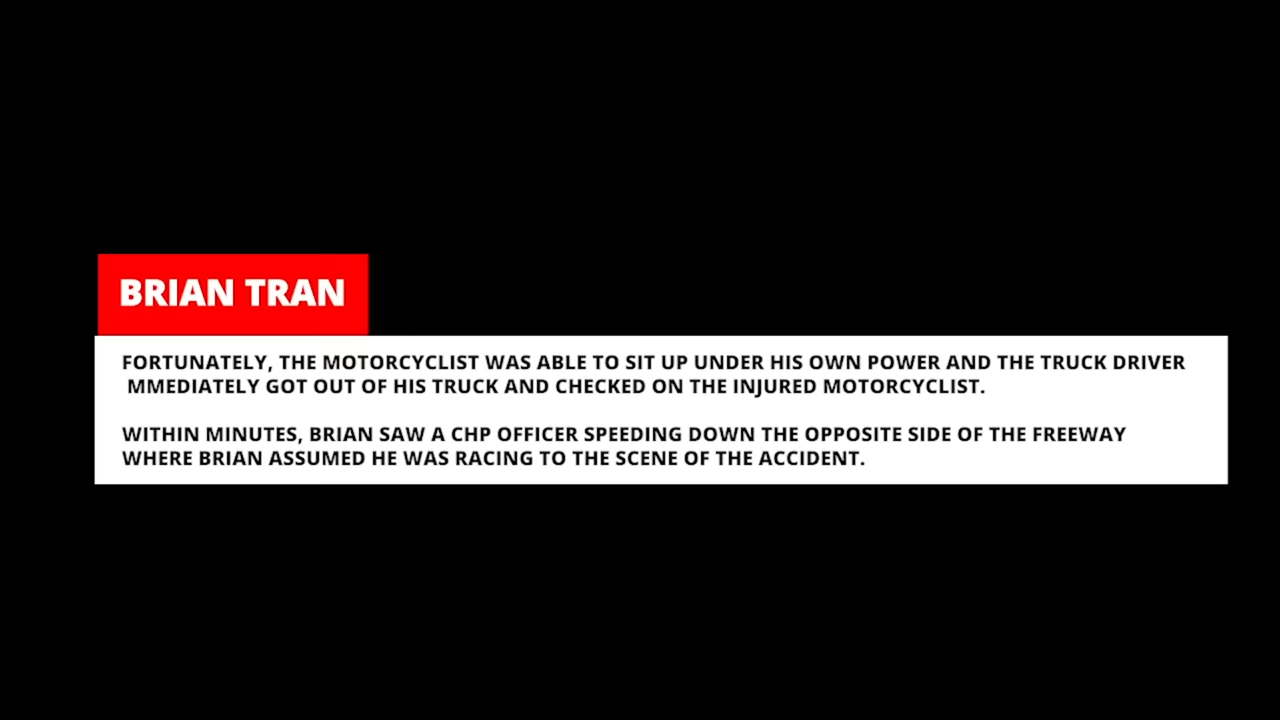 BRIAN TRAN
FORTUNATELY, THE MOTORCYCLIST WAS ABLE TO SIT UP UNDER HIS OWN POWER AND THE TRUCK DRIVER
MMEDIATELY GOT OUT OF HIS TRUCK AND CHECKED ON THE INJURED MOTORCYCLIST.
WITHIN MINUTES, BRIAN SAW A CHP OFFICER SPEEDING DOWN THE OPPOSITE SIDE OF THE FREEWAY
WHERE BRIAN ASSUMED HE WAS RACING TO THE SCENE OF THE ACCIDENT.